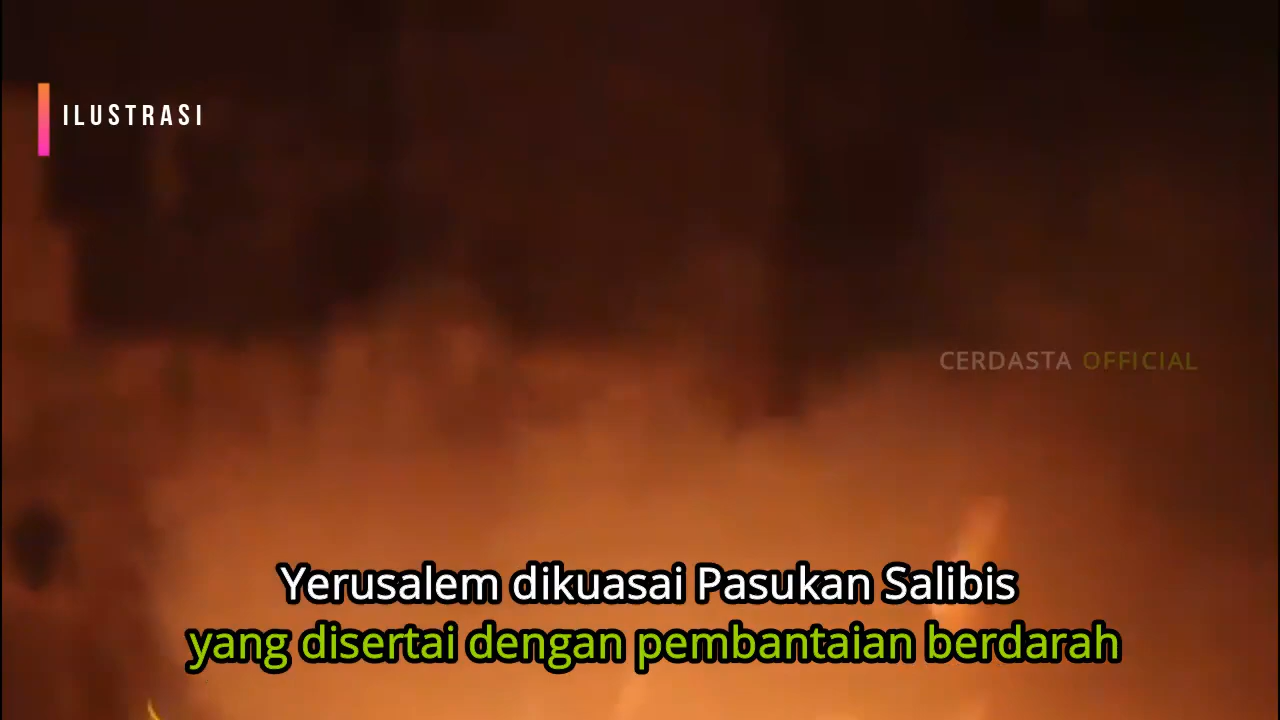 ILUSTRASI
CERDASTA OFFICIAL
Yerusalem dikuasai Pasukan Salibis
yang disertai dengan pembantaian berdarah